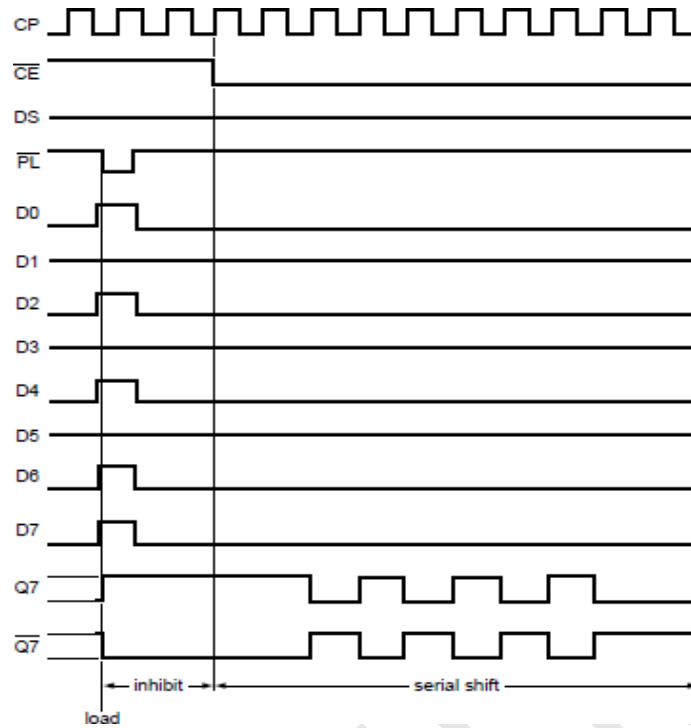 CP
CE
DS
PL
D0
D1
D2
D3
D4
D5
D6
D7
Q7
Q7
inhibit
serial shift
load